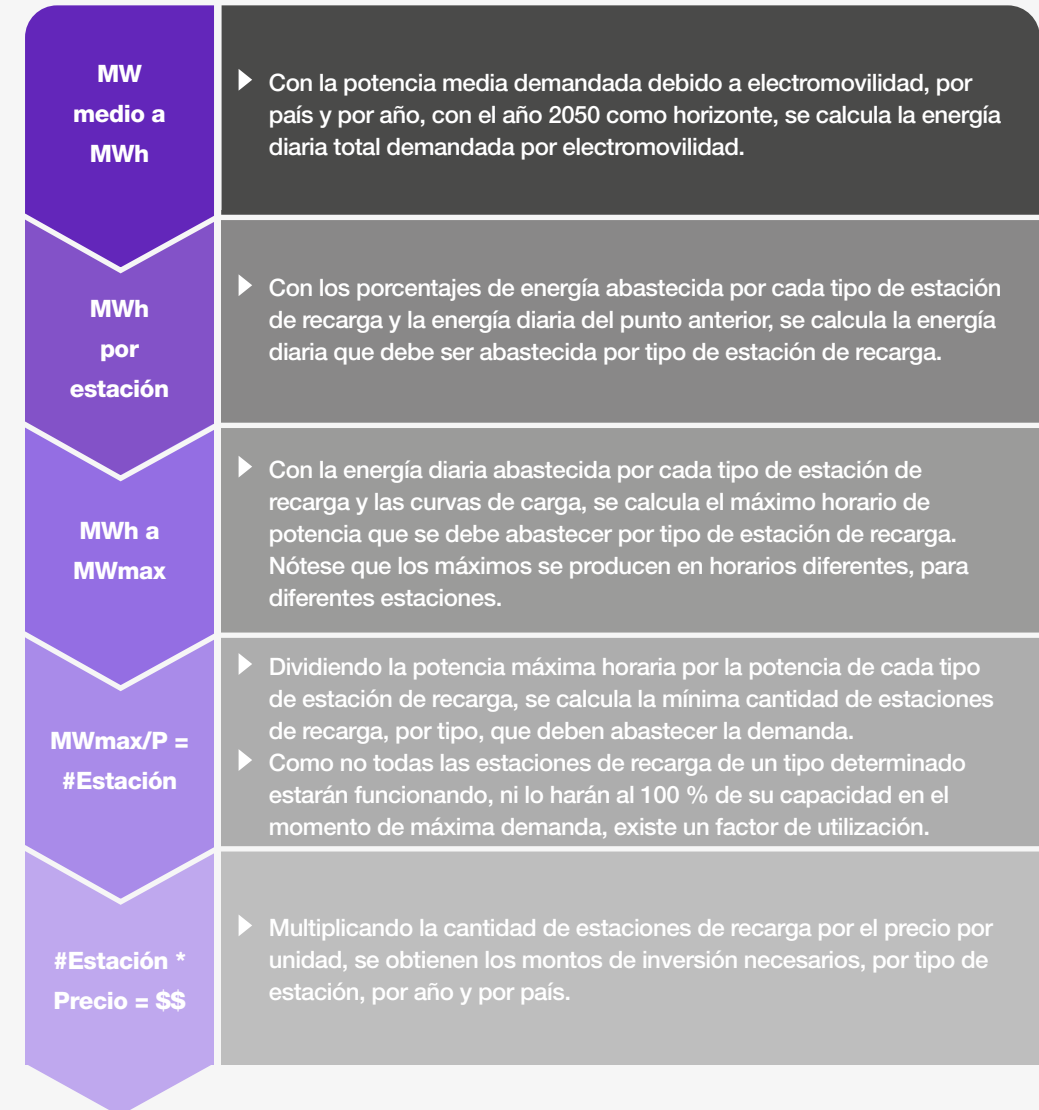 MW
medio a
MWh
Con la potencia media demandada debido a electromovilidad, por
país y por año, con el año 2050 como horizonte, se calcula la energía
diaria total demandada por electromovilidad.
MWh
por
estación
Con los porcentajes de energía abastecida por cada tipo de estación
de recarga y la energía diaria del punto anterior, se calcula la energía
diaria que debe ser abastecida por tipo de estación de recarga.
MWh a
MWmax
Con la energía diaria abastecida por cada tipo de estación de
recarga y las curvas de carga, se calcula el máximo horario de
potencia que se debe abastecer por tipo de estación de recarga.
Nótese que los máximos se producen en horarios diferentes, para
diferentes estaciones.
MWmax/P =
#Estación
Dividiendo la potencia máxima horaria por la potencia de cada tipo
de estación de recarga, se calcula la mínima cantidad de estaciones
de recarga, por tipo, que deben abastecer la demanda.
Como no todas las estaciones de recarga de un tipo determinado
estarán funcionando, ni lo harán al 100 % de su capacidad en el
momento de máxima demanda, existe un factor de utilización.
#Estación *
Precio = $$
Multiplicando la cantidad de estaciones de recarga por el precio por
unidad, se obtienen los montos de inversión necesarios, por tipo de
estación, por año y por país.